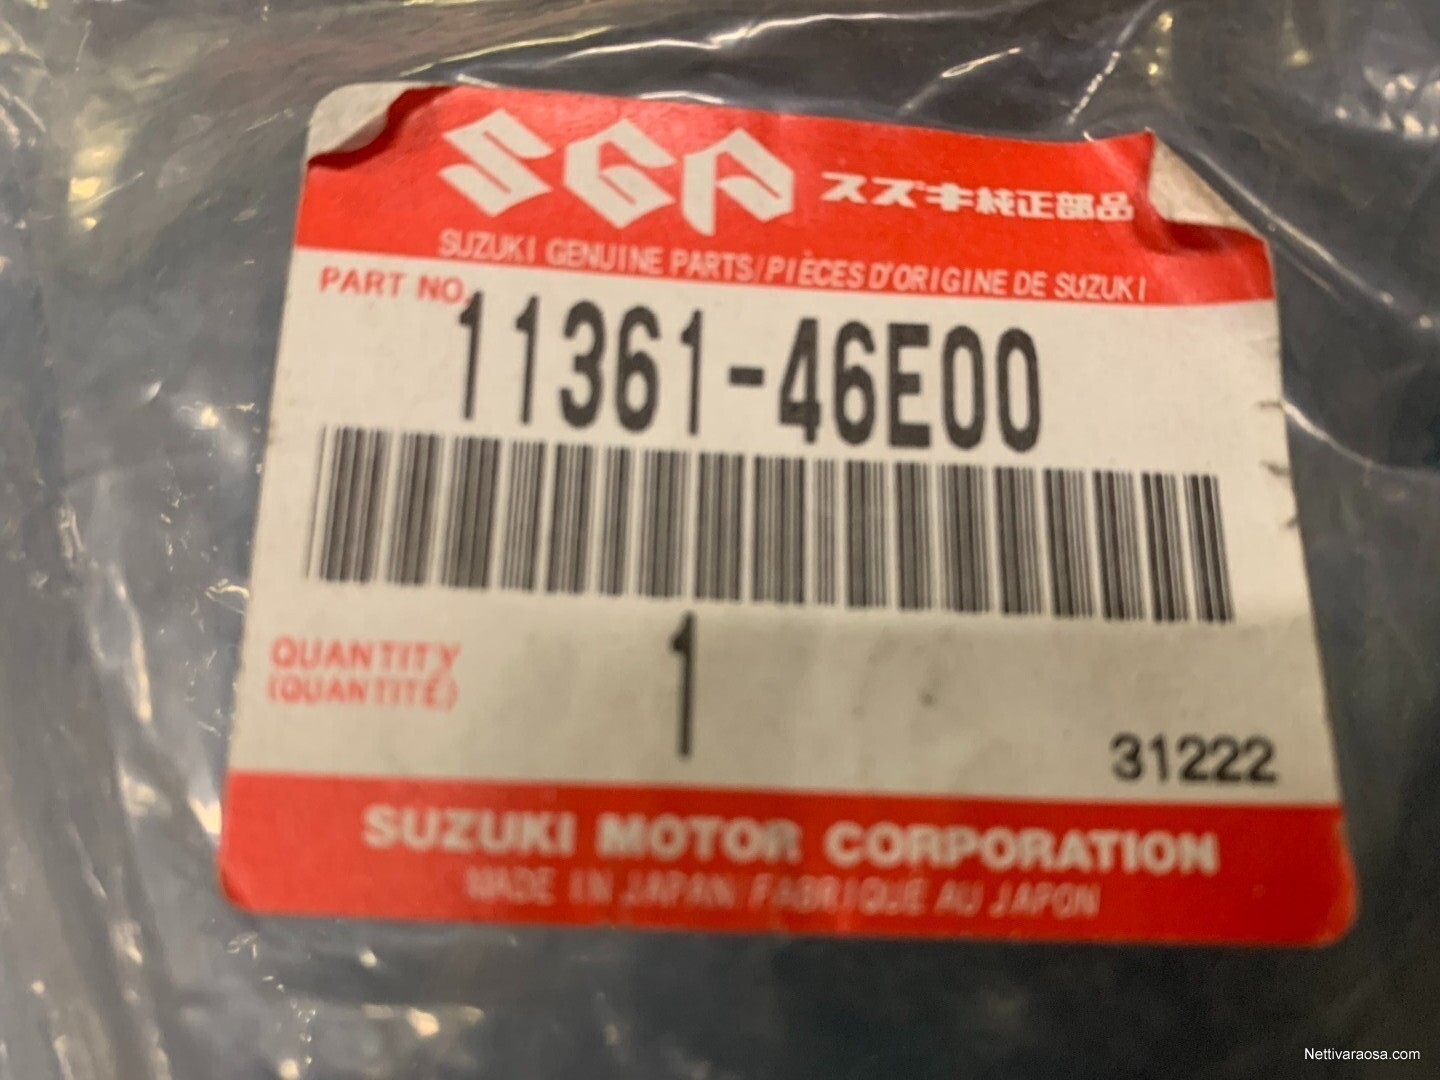 SGP スズキ純正部品
SUZUKI GENUINE PARTS/PIÈCES D'ORIGINE DE SUZUKI
PART NO.
11361-46E00
QUANTITY
(QUANTITÉ)
1
31222
SUZUKI MOTOR CORPORATION
MADE IN JAPAN/FABRIQUÉ AU JAPON
Nettivaraosa.com